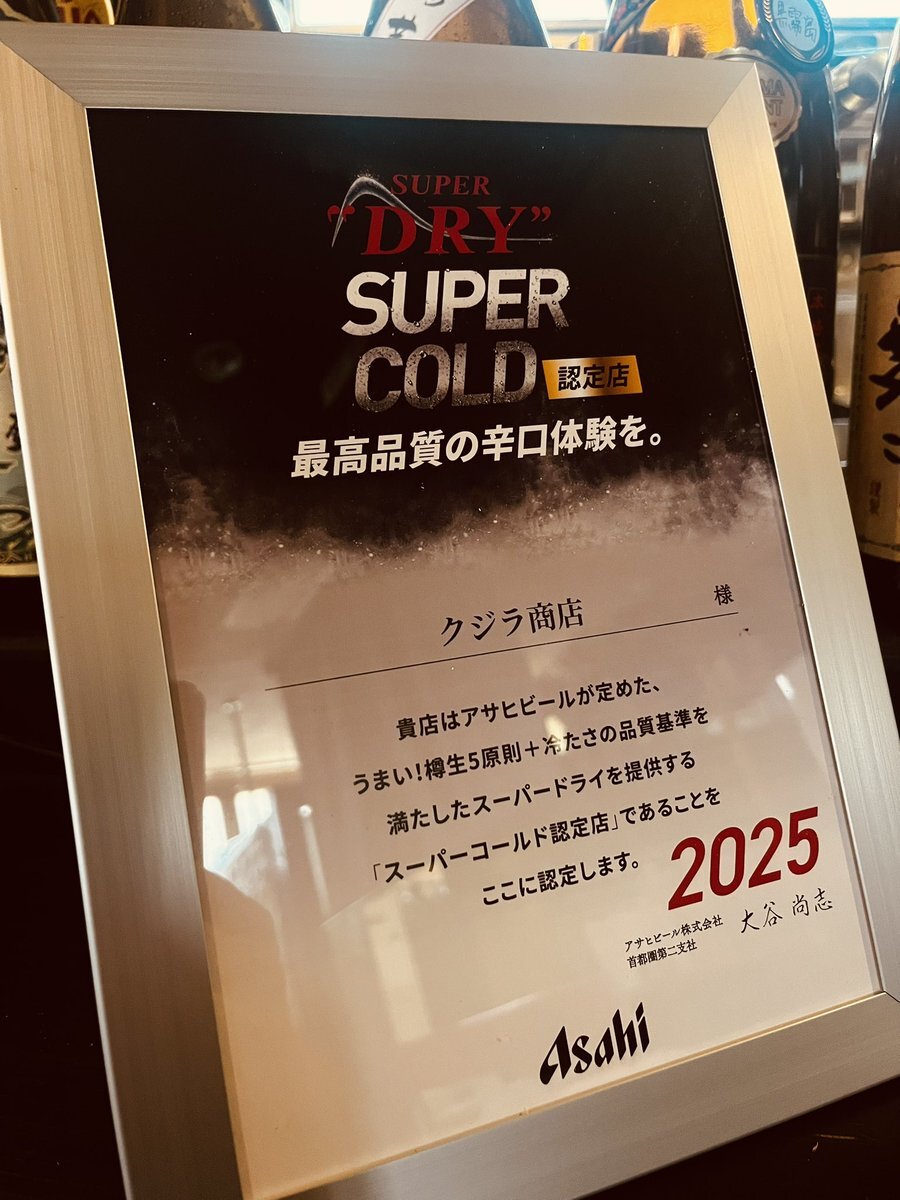 SUPER
"DRY"
SUPER
COLD 認定店
最高品質の辛口体験を。
クジラ商店 様
貴店はアサヒビールが定めた、
うまい!樽生5原則+冷たさの品質基準を
満たしたスーパードライを提供する
「スーパーコールド認定店」であることを
ここに認定します。
2025
アサヒビール株式会社
首都圏第二支社
大谷 尚志
Asahi